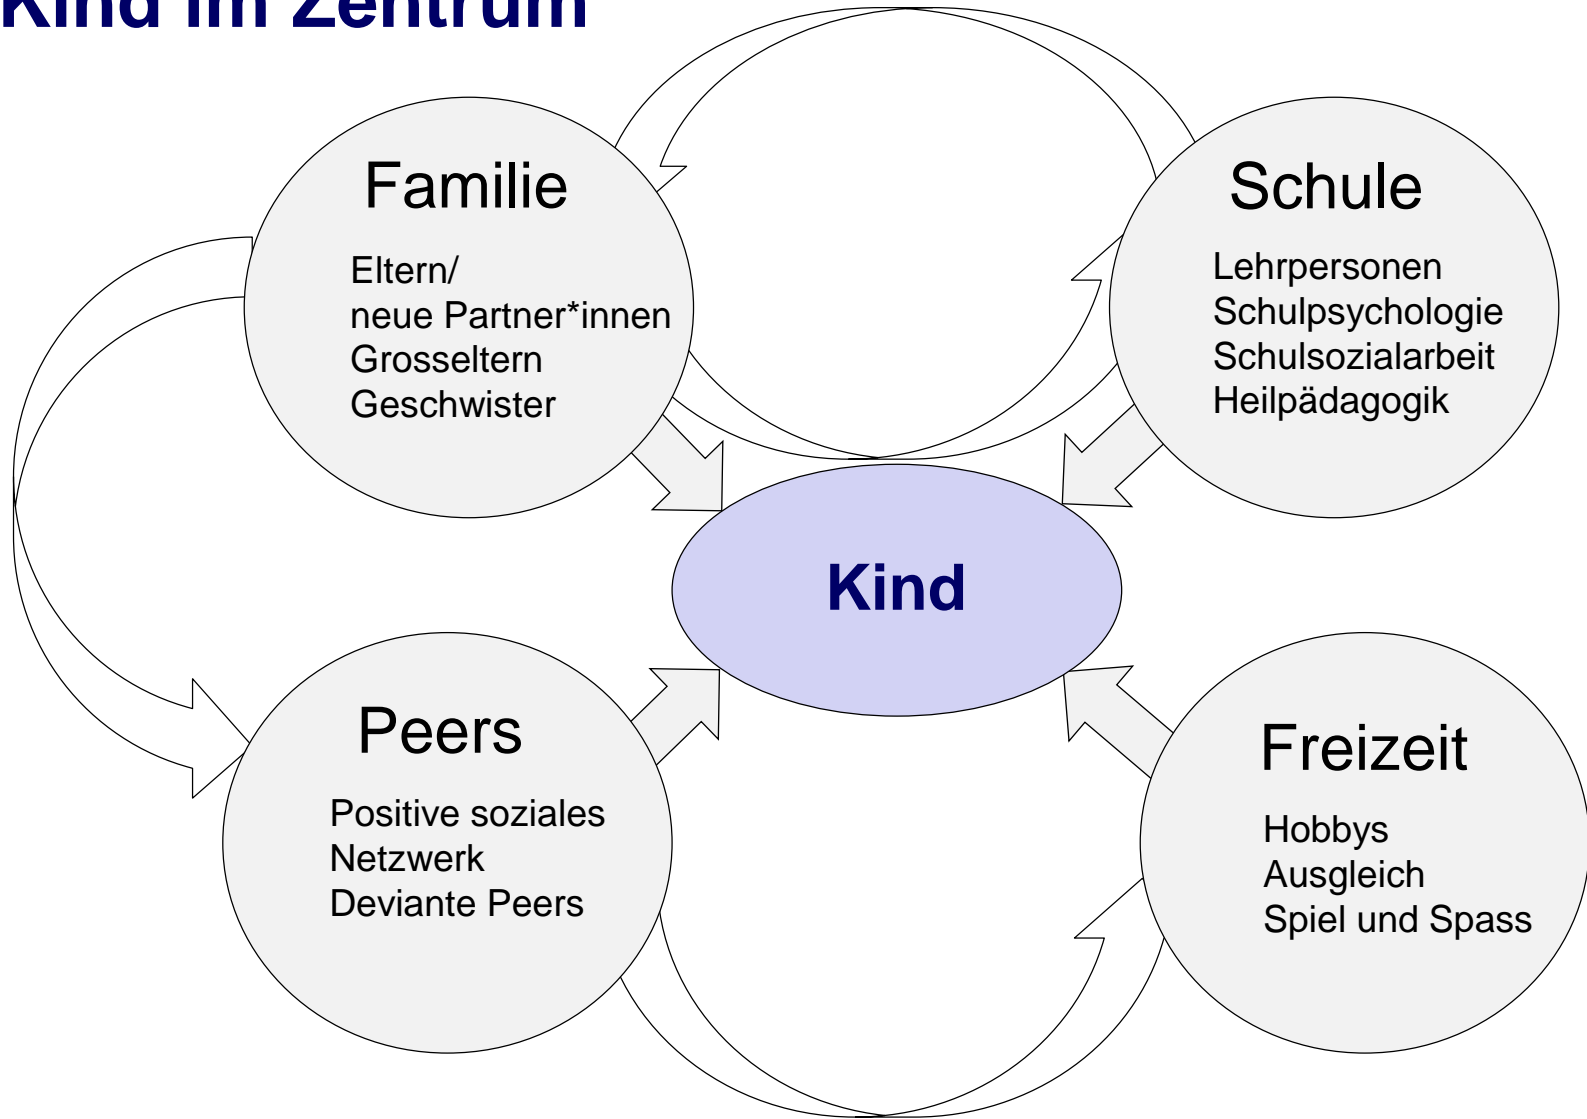 Kind im Zentrum
Familie
Eltern/
neue Partner*innen
Grosseltern
Geschwister
Schule
Lehrpersonen
Schulpsychologie
Schulsozialarbeit
Heilpädagogik
Kind
Peers
Positive soziales
Netzwerk
Deviante Peers
Freizeit
Hobbys
Ausgleich
Spiel und Spass